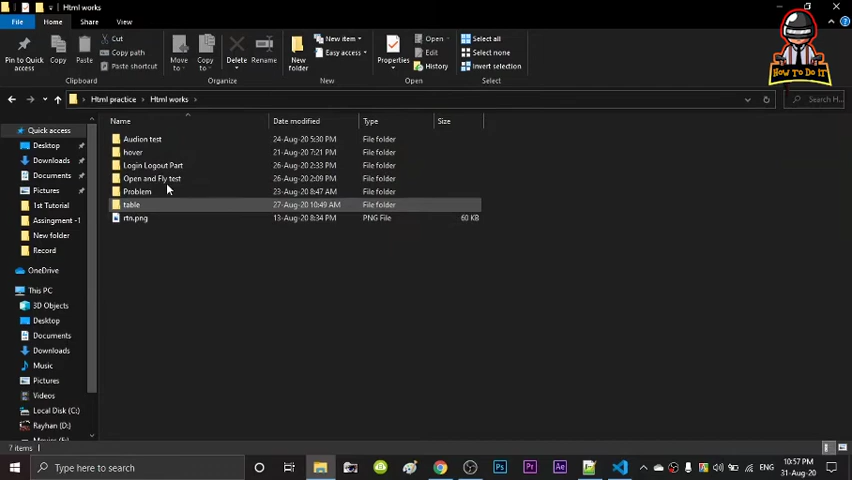 Html works
File Home Share View
Pin to Quick access
Copy
Paste
Cut
Copy path
Paste shortcut
Move to
Copy to
Delete
Rename
New folder
New item
Easy access
Properties
Open
Edit
History
Select all
Select none
Invert selection
Clipboard Organize New Open Select
HOW TO DO IT
Html practice > Html works >
Search H...
Name Date modified Type Size
Audion test 24-Aug-20 5:30 PM File folder
hover 21-Aug-20 7:21 PM File folder
Login Logout Part 26-Aug-20 2:33 PM File folder
Open and Fly test 26-Aug-20 2:09 PM File folder
Problem 23-Aug-20 8:47 AM File folder
table 27-Aug-20 10:49 AM File folder
rtn.png 13-Aug-20 8:34 PM PNG File 60 KB
Quick access
Desktop
Downloads
Documents
Pictures
1st Tutorial
Assingment -1
New folder
Record
OneDrive
This PC
3D Objects
Desktop
Documents
Downloads
Music
Pictures
Videos
Local Disk (C:)
Rayhan (D:)
7 items
Type here to search
Ps Pr Ae
ENG
10:57 PM
31-Aug-20